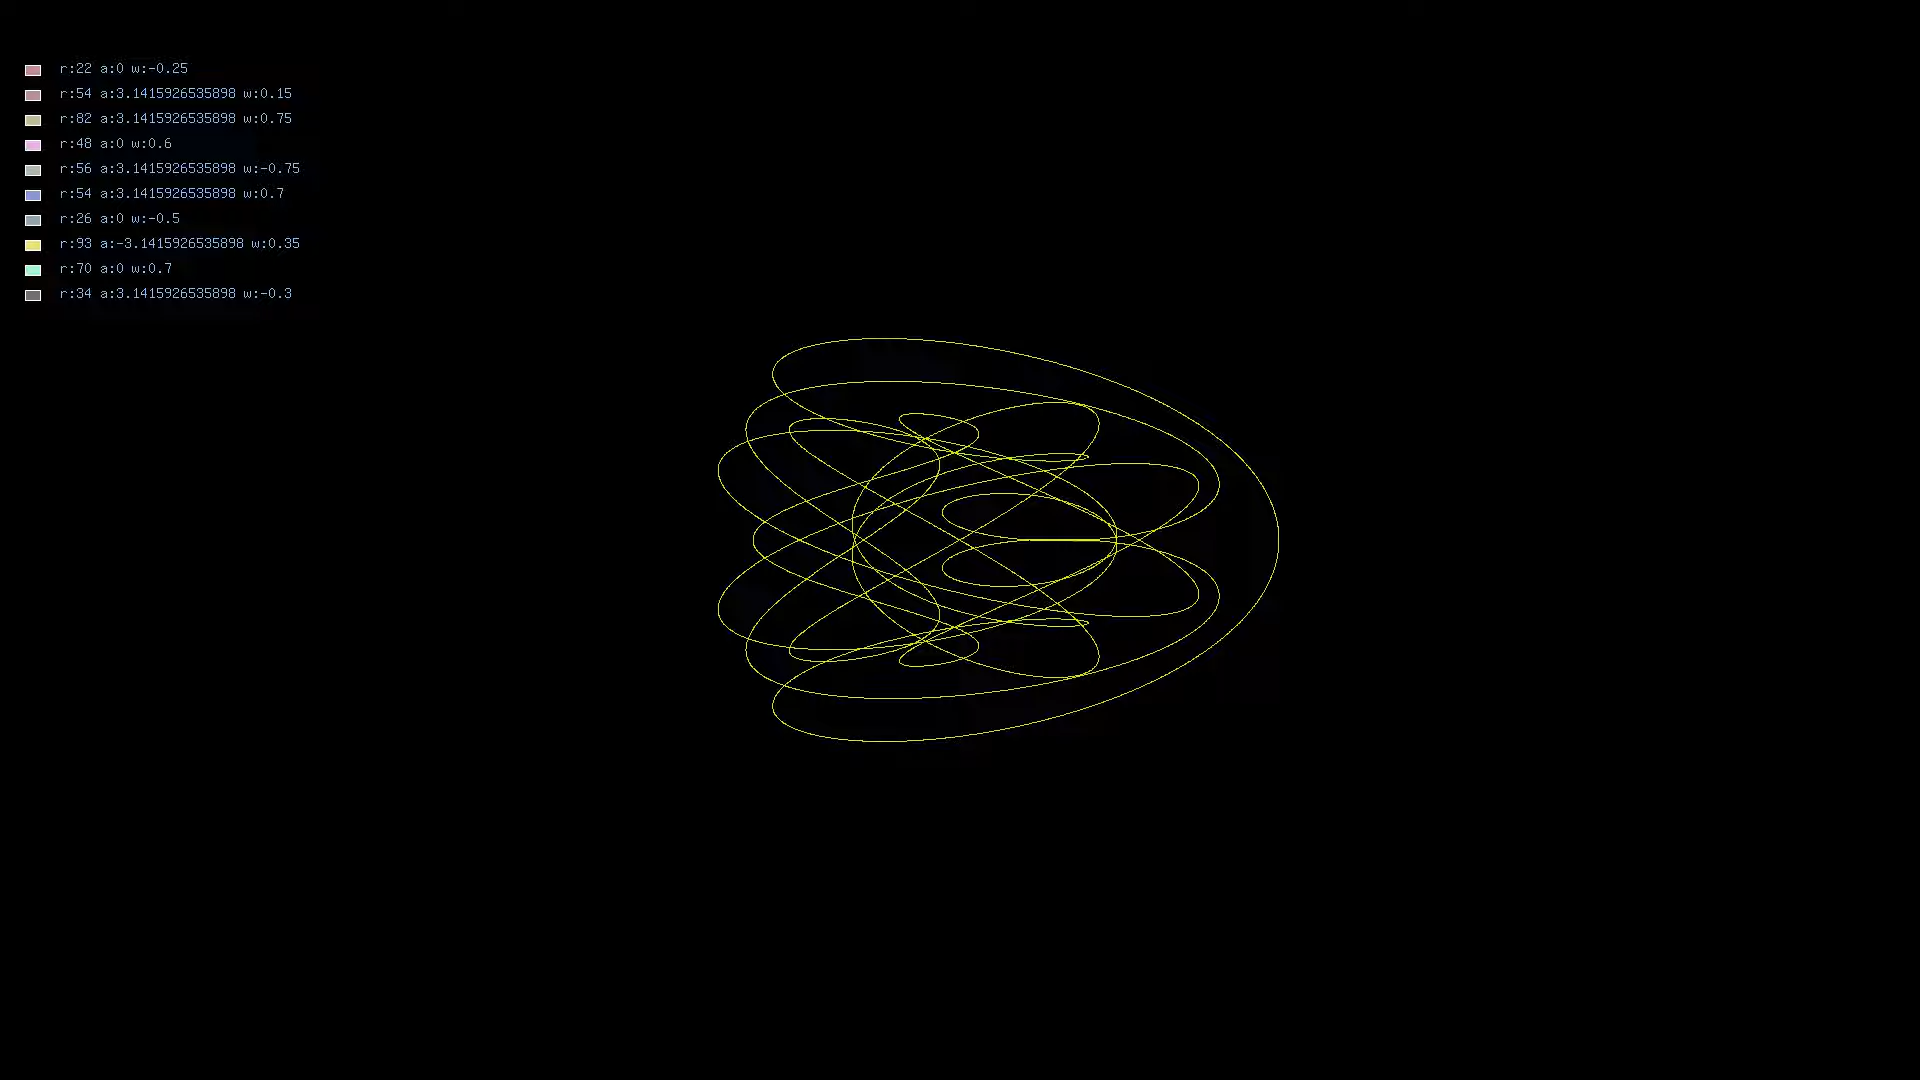 r:22 a:0 w:-0.25
r:54 a:3.1415926535898 w:0.15
r:82 a:3.1415926535898 w:0.75
r:48 a:0 w:0.6
r:56 a:3.1415926535898 w:-0.75
r:54 a:3.1415926535898 w:0.7
r:26 a:0 w:-0.5
r:93 a:-3.1415926535898 w:0.35
r:70 a:0 w:0.7
r:34 a:3.1415926535898 w:-0.3